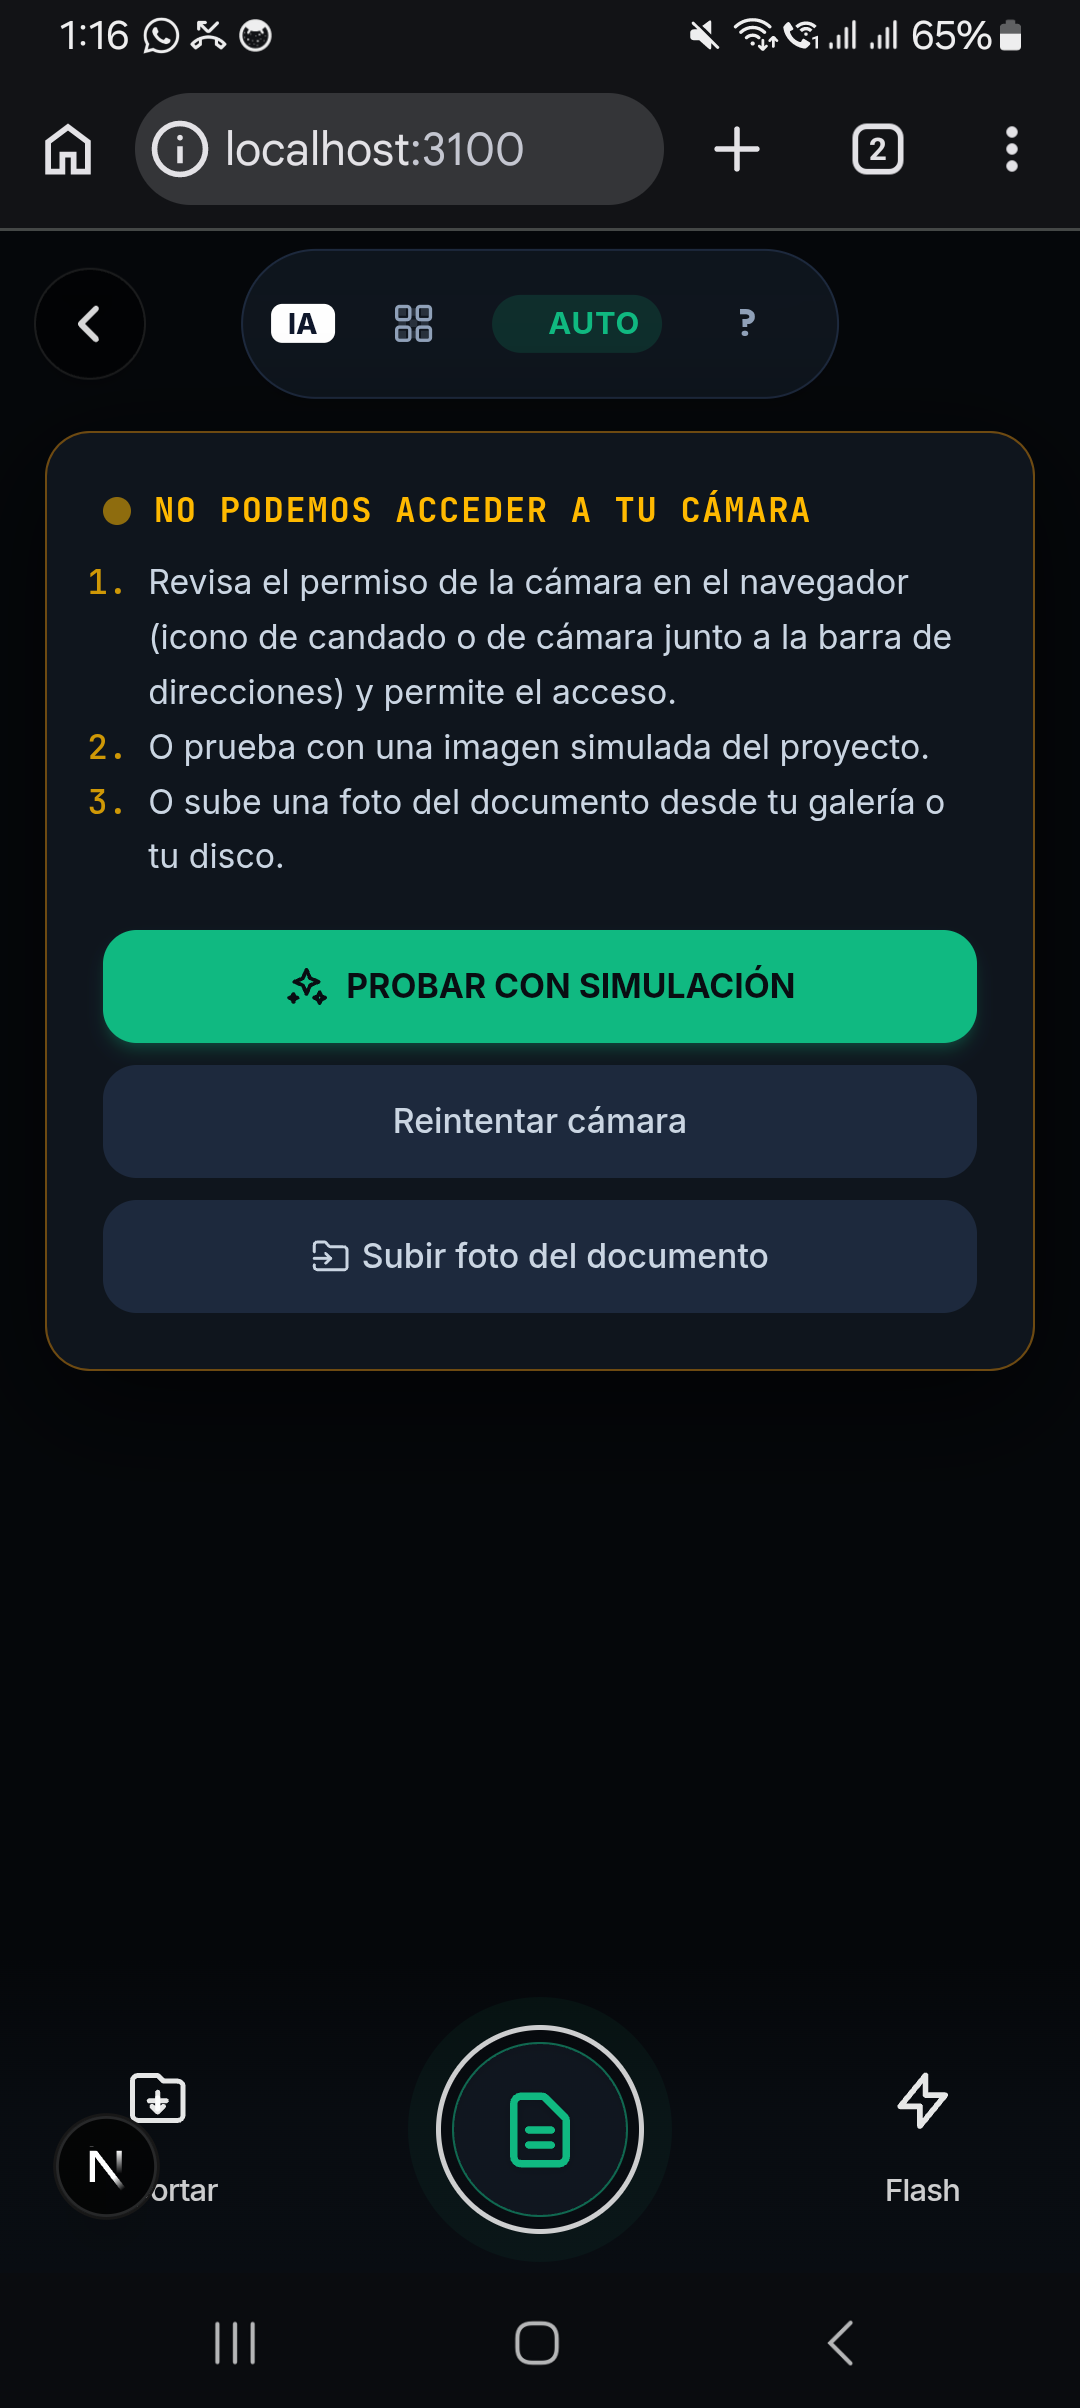 1:16
65%
localhost:3100
2
IA
AUTO
?
NO PODEMOS ACCEDER A TU CÁMARA
1. Revisa el permiso de la cámara en el navegador
(icono de candado o de cámara junto a la barra de
direcciones) y permite el acceso.
2. O prueba con una imagen simulada del proyecto.
3. O sube una foto del documento desde tu galería o
tu disco.
PROBAR CON SIMULACIÓN
Reintentar cámara
Subir foto del documento
N
ortar
Flash